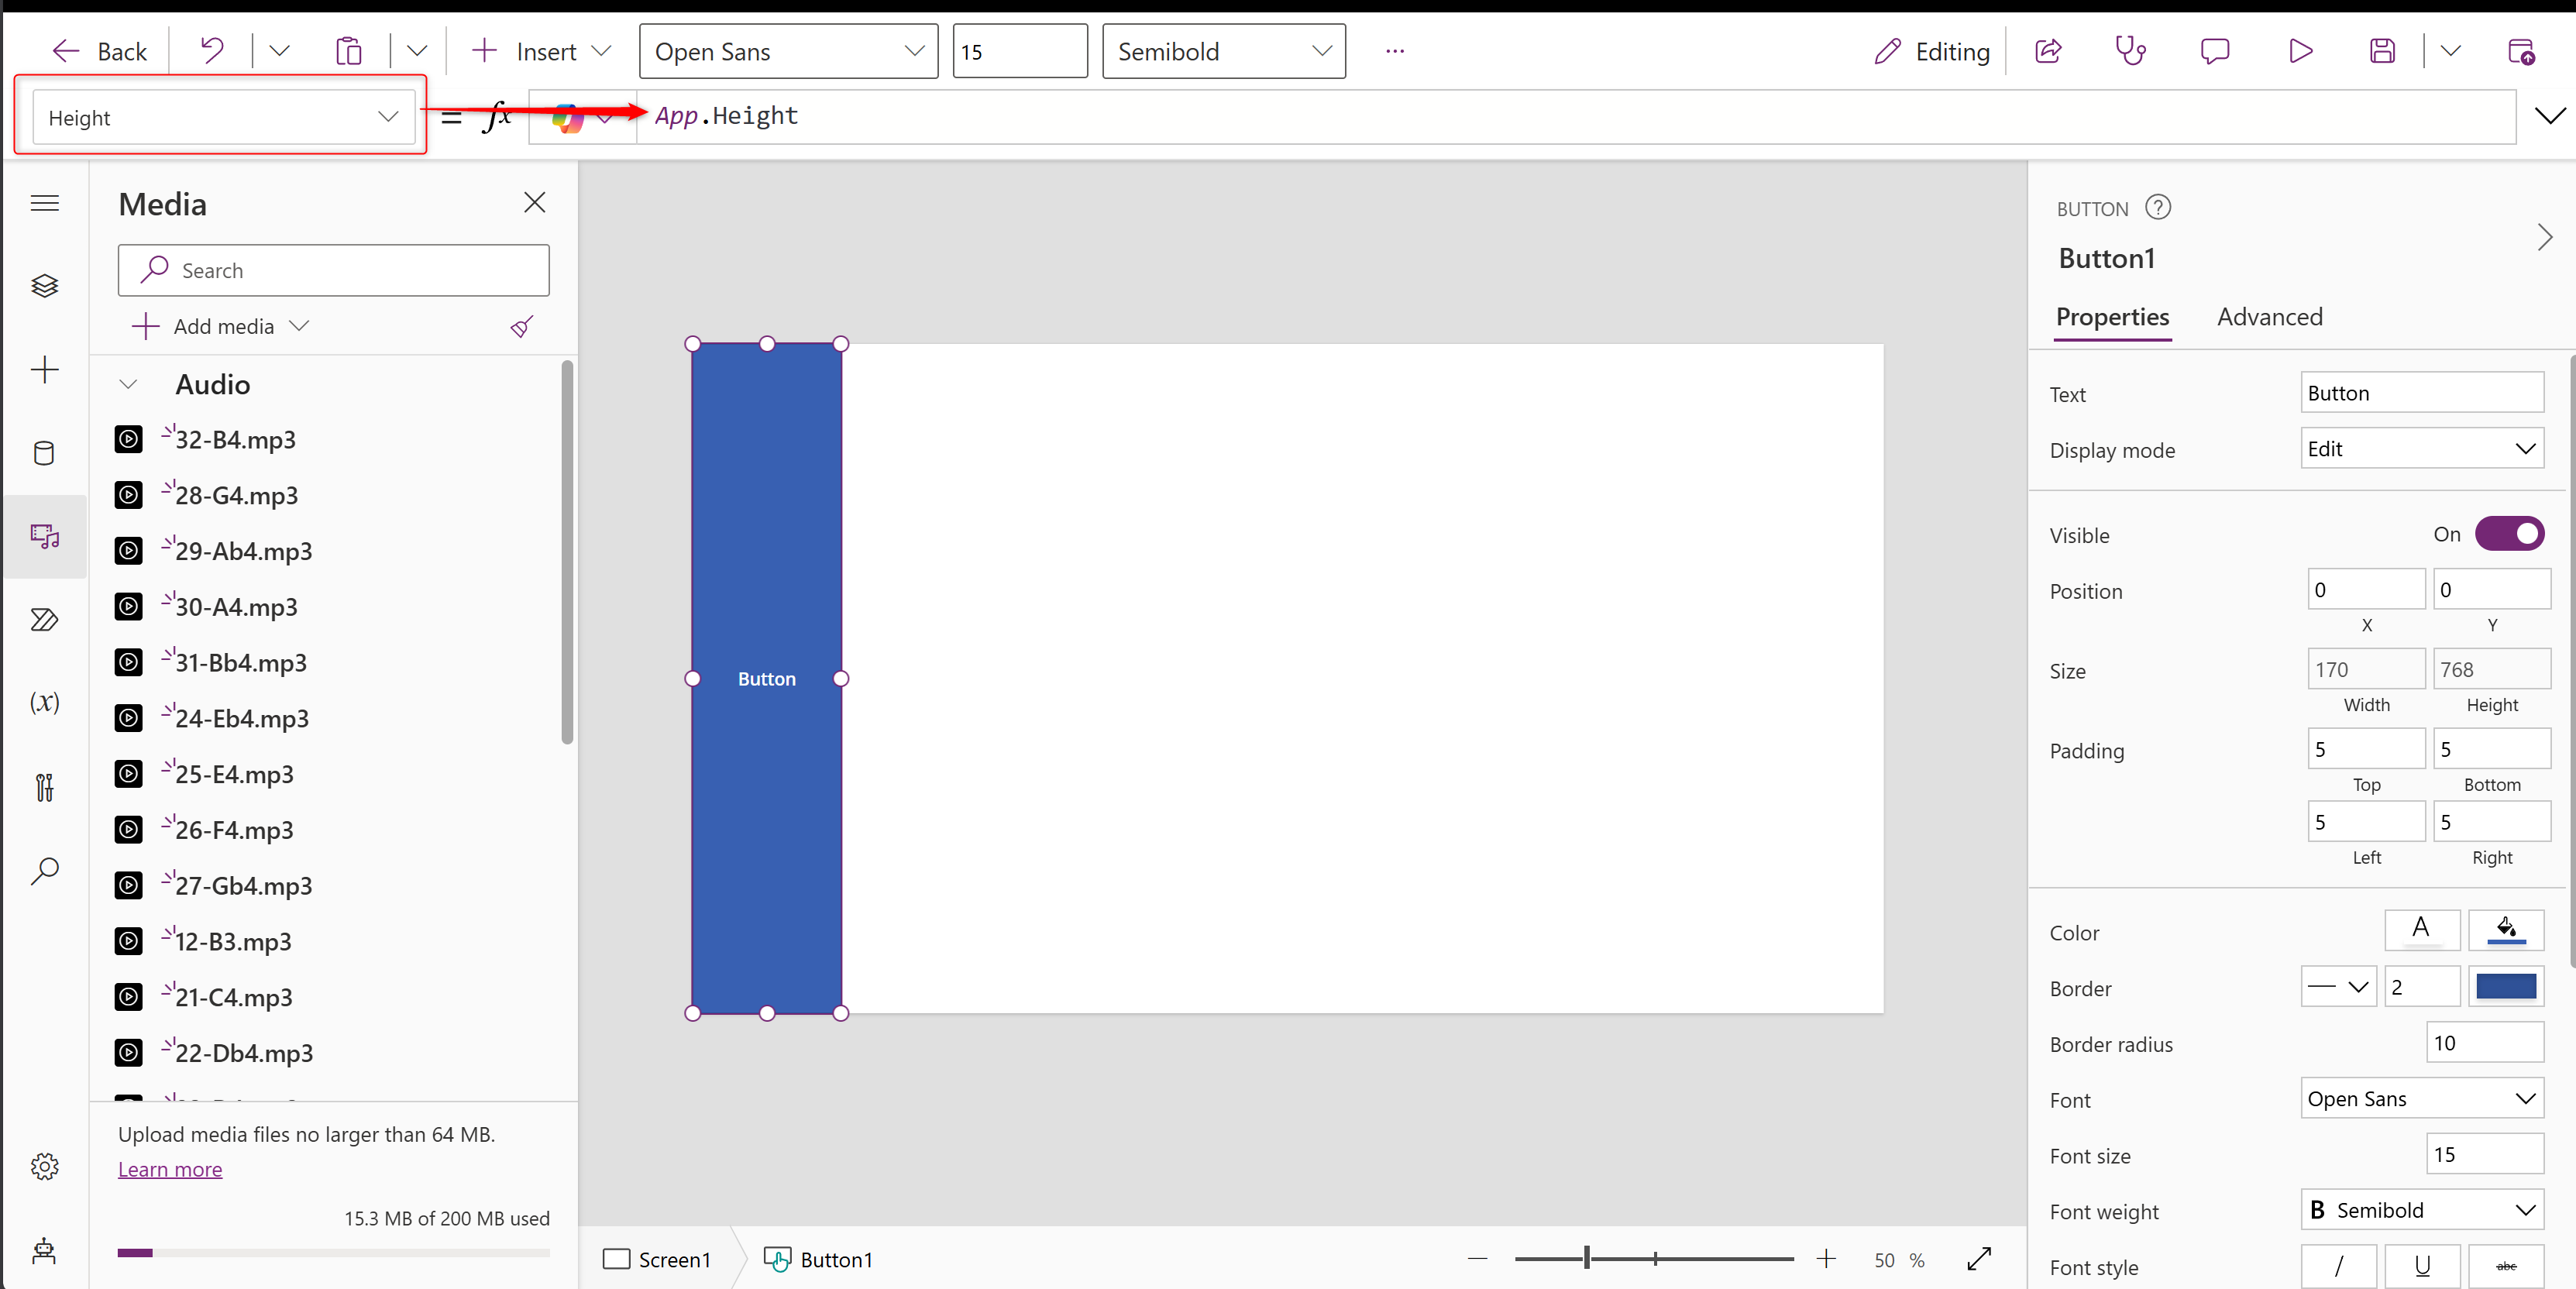 Back
Insert
Open Sans
15
Semibold
...
Editing
Height
= fx
App.Height
Media
Search
Add media
Audio
32-B4.mp3
28-G4.mp3
29-Ab4.mp3
30-A4.mp3
31-Bb4.mp3
24-Eb4.mp3
25-E4.mp3
26-F4.mp3
27-Gb4.mp3
12-B3.mp3
21-C4.mp3
22-Db4.mp3
Upload media files no larger than 64 MB.
Learn more
15.3 MB of 200 MB used
(x)
Button
Screen1
Button1
50 %
BUTTON ?
Button1
Properties Advanced
Text Button
Display mode Edit
Visible On
Position 0 0
X Y
Size 170 768
Width Height
Padding 5 5
Top Bottom
5 5
Left Right
Color A
Border 2
Border radius 10
Font Open Sans
Font size 15
Font weight B Semibold
Font style / U abc